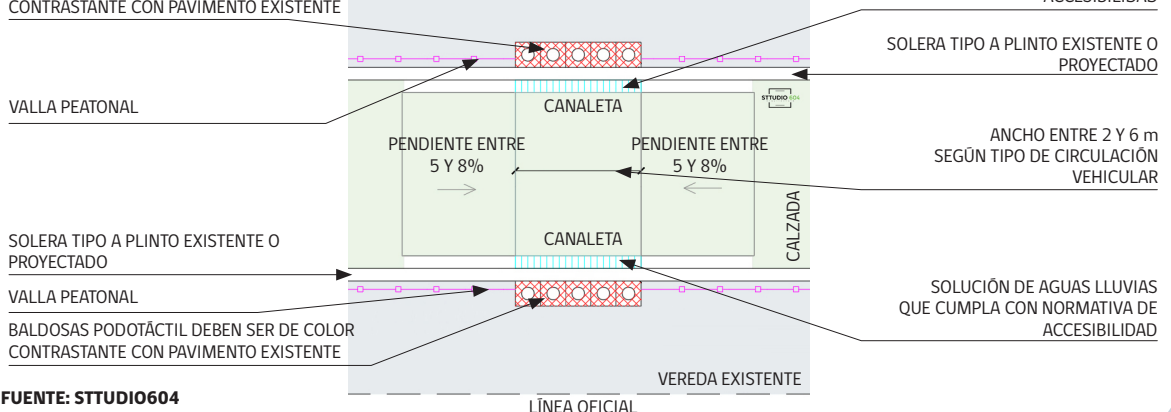 CONTRASTANTE CON PAVIMENTO EXISTENTE
VALLA PEATONAL
SOLERA TIPO A PLINTO EXISTENTE O
PROYECTADO
VALLA PEATONAL
BALDOSAS PODOTÁCTIL DEBEN SER DE COLOR
CONTRASTANTE CON PAVIMENTO EXISTENTE
FUENTE: STTUDIO604
CANALETA
PENDIENTE ENTRE
5 Y 8%
PENDIENTE ENTRE
5 Y 8%
CANALETA
CALZADA
STTUDIO 604
VEREDA EXISTENTE
LÍNEA OFICIAL
ACCESIBILIDAD
SOLERA TIPO A PLINTO EXISTENTE O
PROYECTADO
ANCHO ENTRE 2 Y 6 m
SEGÚN TIPO DE CIRCULACIÓN
VEHICULAR
SOLUCIÓN DE AGUAS LLUVIAS
QUE CUMPLA CON NORMATIVA DE
ACCESIBILIDAD